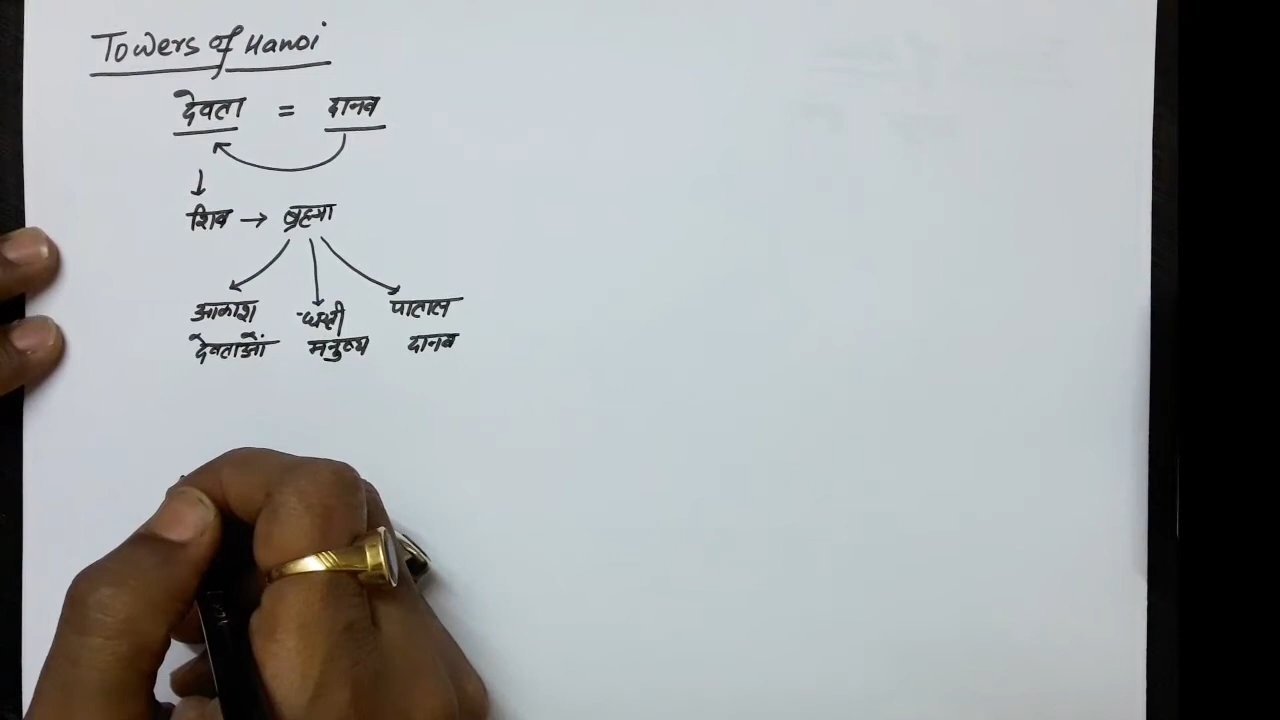 Towers of Hanoi
देवता = दानव
शिव → ब्रह्मा
आकाश धरती पाताल
देवताओं मनुष्य दानव